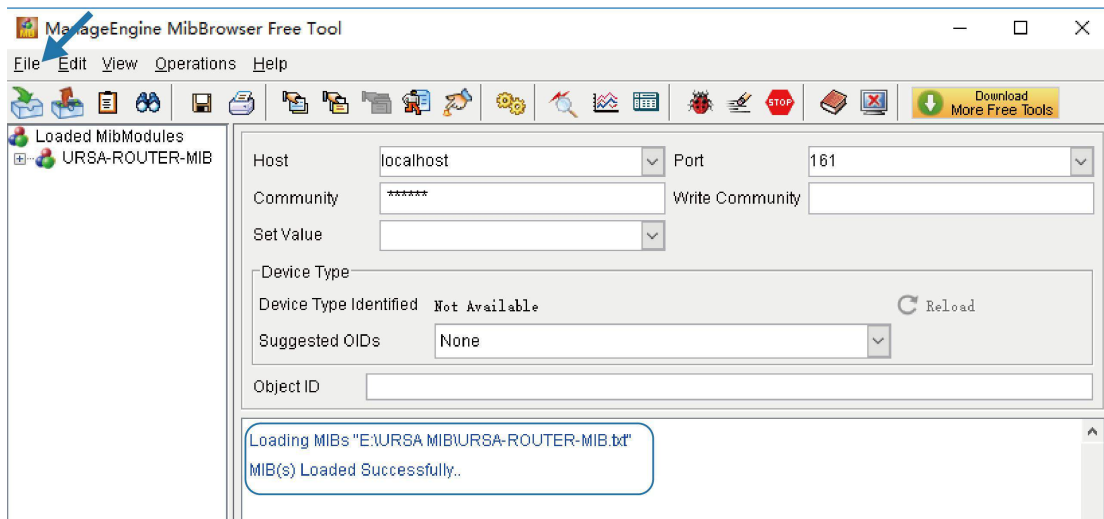 ManageEngine MibBrowser Free Tool
File Edit View Operations Help
STOP
Download
More Free Tools
Loaded MibModules
URSA-ROUTER-MIB
Host localhost Port 161
Community ****** Write Community
Set Value
Device Type
Device Type Identified Not Available Reload
Suggested OIDs None
Object ID
Loading MIBs "E:\URSA MIB\URSA-ROUTER-MIB.txt"
MIB(s) Loaded Successfully..